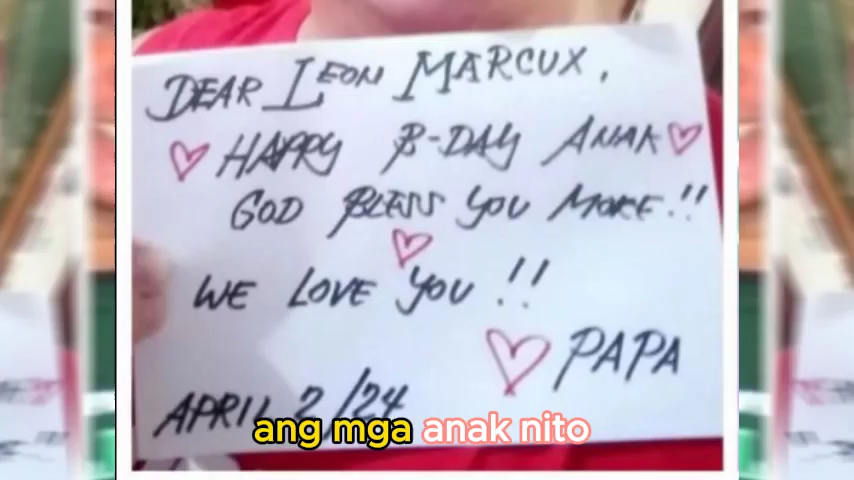 DEAR LEON MARCUX,
HAPPY B-DAY ANAK
GOD BLESS YOU MORE.!!
WE LOVE YOU !!
PAPA
APRIL 2/24
ang mga anak nito